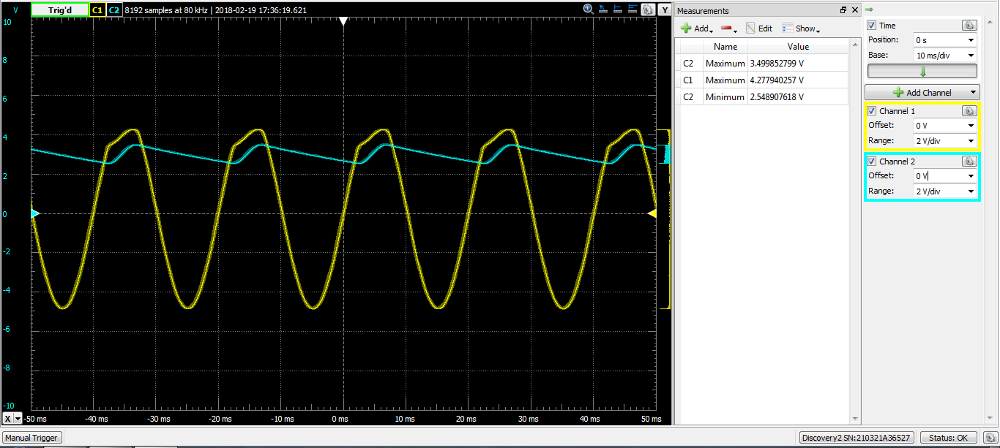 V Trig'd C1 C2 8192 samples at 80 kHz | 2018-02-19 17:36:19.621 Y
10
8
6
4
2
0
-2
-4
-6
-8
-10
X -50 ms -40 ms -30 ms -20 ms -10 ms 0 ms 10 ms 20 ms 30 ms 40 ms 50 ms
Measurements
Add Edit Show
Name Value
C2 Maximum 3.499852799 V
C1 Maximum 4.277940257 V
C2 Minimum 2.548907618 V
Time
Position: 0 s
Base: 10 ms/div
Add Channel
Channel 1
Offset: 0 V
Range: 2 V/div
Channel 2
Offset: 0 V
Range: 2 V/div
Manual Trigger Discovery2 SN:210321A36527 Status: OK